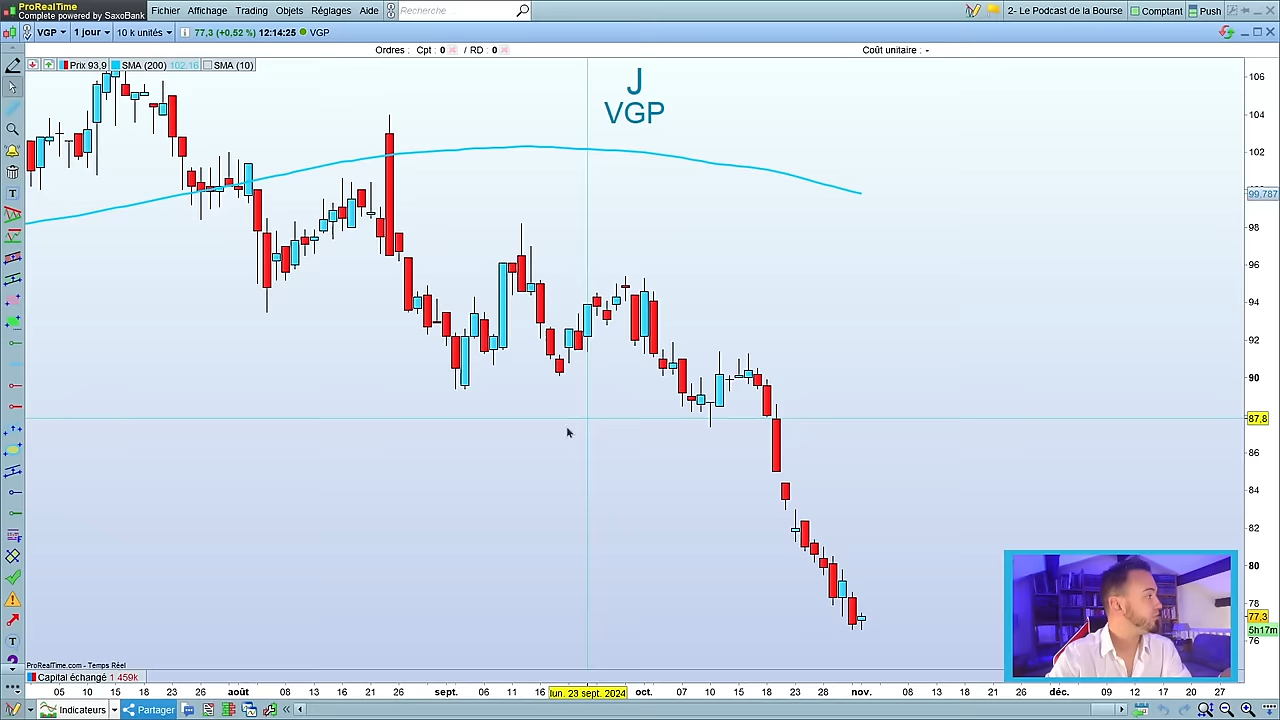 ProRealTime
Complete powered by SaxoBank
Fichier Affichage Trading Objets Réglages Aide Recherche
2- Le Podcast de la Bourse Comptant Push
VGP 1 jour 10 k unités 77,3 (+0,52 %) 12:14:25 VGP
Ordres : Cpt : 0 / RD : 0 Coût unitaire : -
Prix 93,9 SMA (200) 102.16 SMA (10)
J
VGP
106
104
102
99,787
98
96
94
92
90
87,8
86
84
82
80
78
77,3
5h17m
76
ProRealTime.com - Temps Réel
Capital échangé 1 459k
05 10 15 18 23 26 août 08 13 16 21 26 sept. 06 11 16 lun. 23 sept. 2024 oct. 07 10 15 18 23 28 nov. 08 13 18 21 26 déc. 09 12 17 20 27
Indicateurs Partager